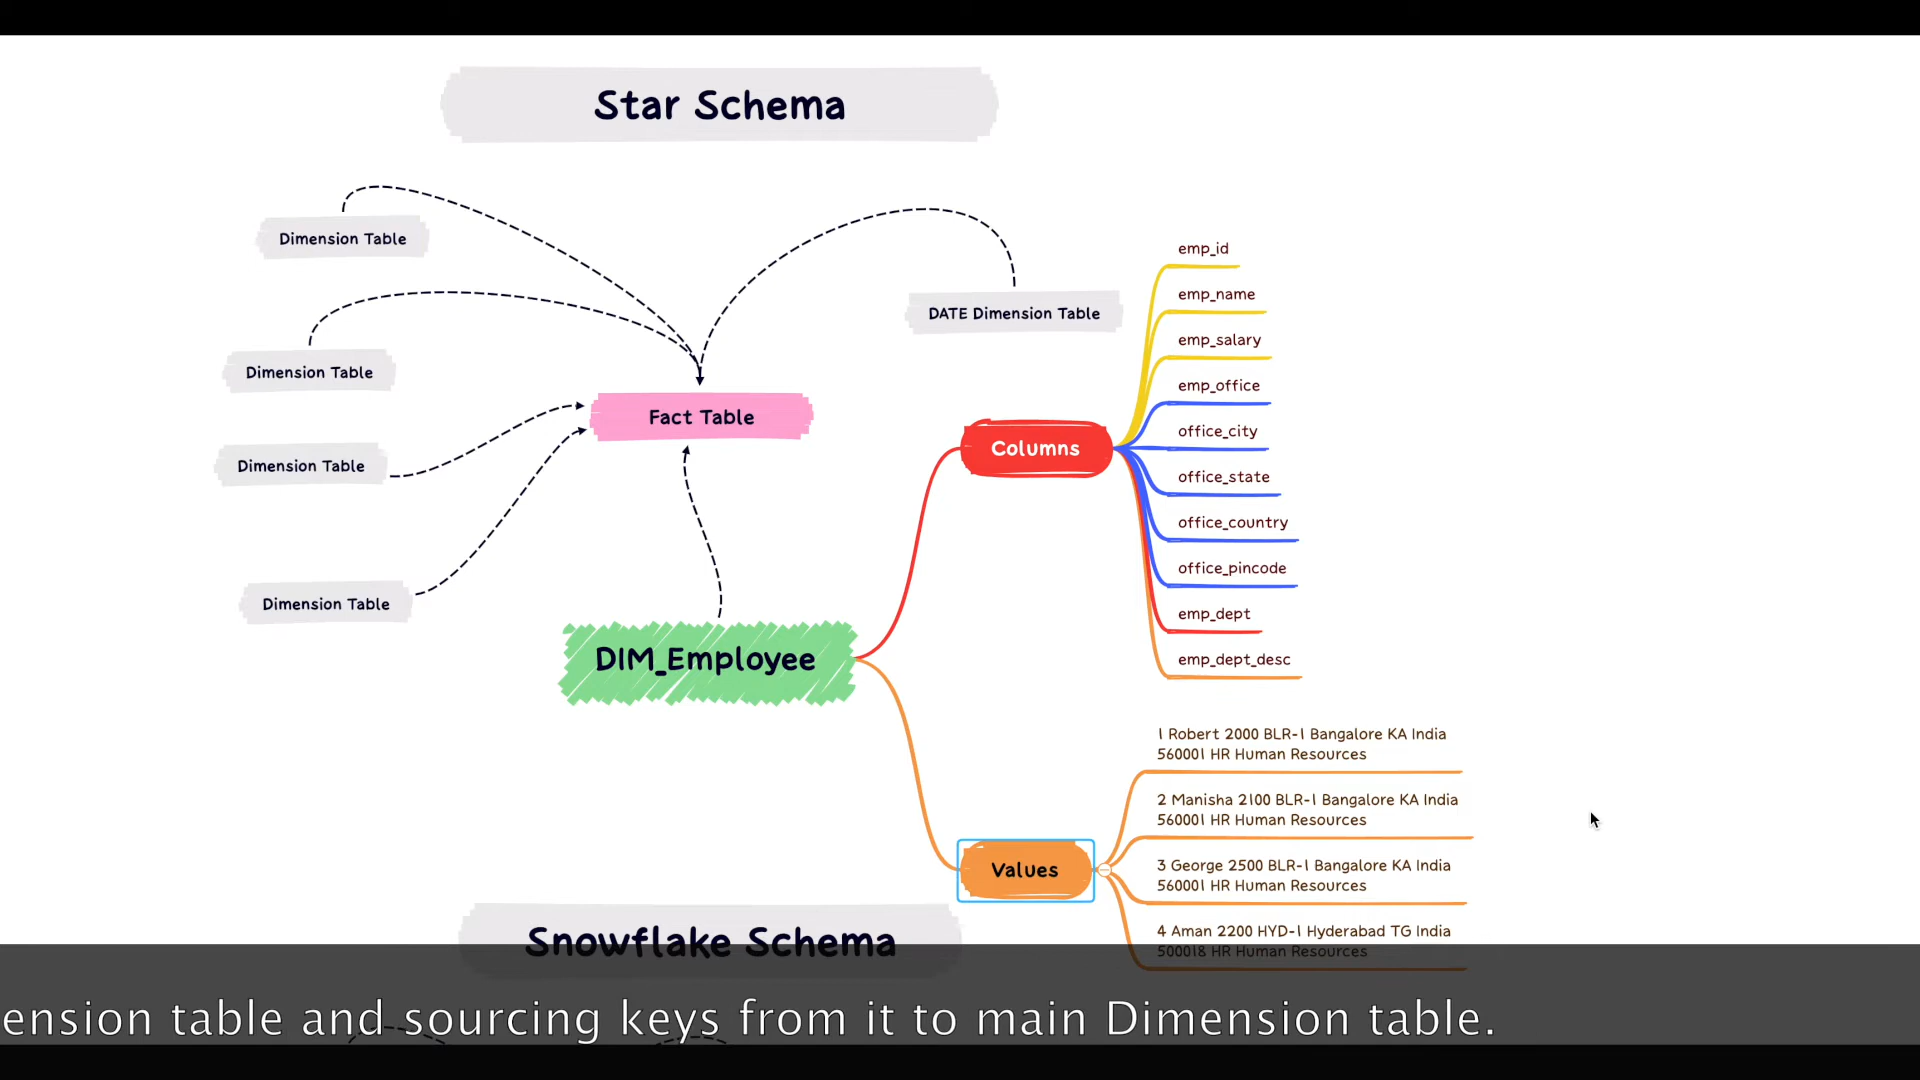 Star Schema
Dimension Table
Dimension Table
Dimension Table
Dimension Table
DATE Dimension Table
Fact Table
DIM_Employee
Columns
emp_id
emp_name
emp_salary
emp_office
office_city
office_state
office_country
office_pincode
emp_dept
emp_dept_desc
Values
1 Robert 2000 BLR-1 Bangalore KA India
560001 HR Human Resources
2 Manisha 2100 BLR-1 Bangalore KA India
560001 HR Human Resources
3 George 2500 BLR-1 Bangalore KA India
560001 HR Human Resources
4 Aman 2200 HYD-1 Hyderabad TG India
500018 HR Human Resources
Snowflake Schema
ension table and sourcing keys from it to main Dimension table.